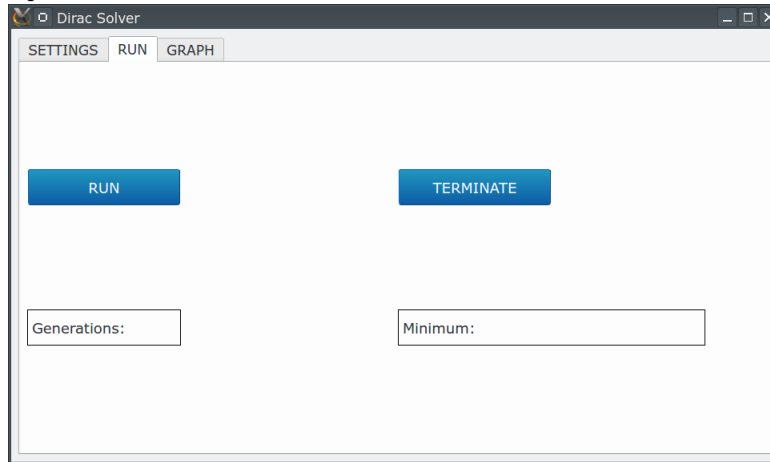 Dirac Solver
SETTINGS RUN GRAPH
RUN TERMINATE
Generations: Minimum: